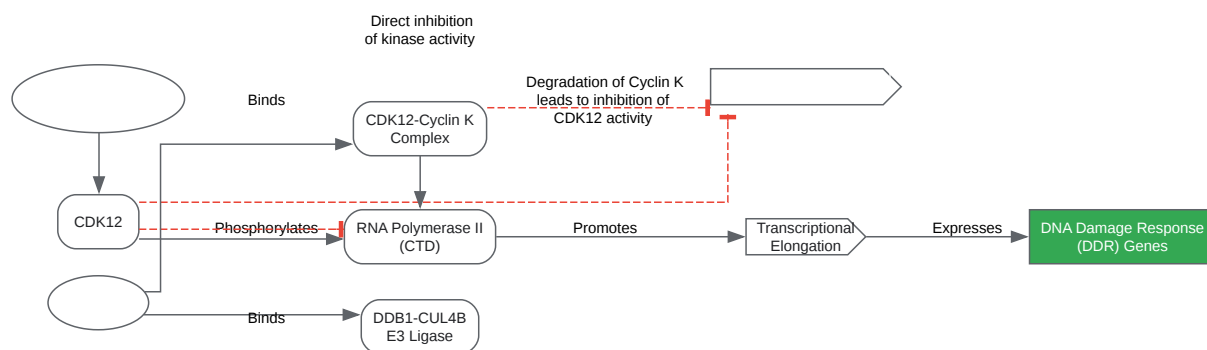 Direct inhibition
of kinase activity
Degradation of Cyclin K
leads to inhibition of
CDK12 activity
Binds
CDK12-Cyclin K
Complex
CDK12
Phosphorylates
RNA Polymerase II
(CTD)
Promotes
Transcriptional
Elongation
Expresses
DNA Damage Response
(DDR) Genes
Binds
DDB1-CUL4B
E3 Ligase